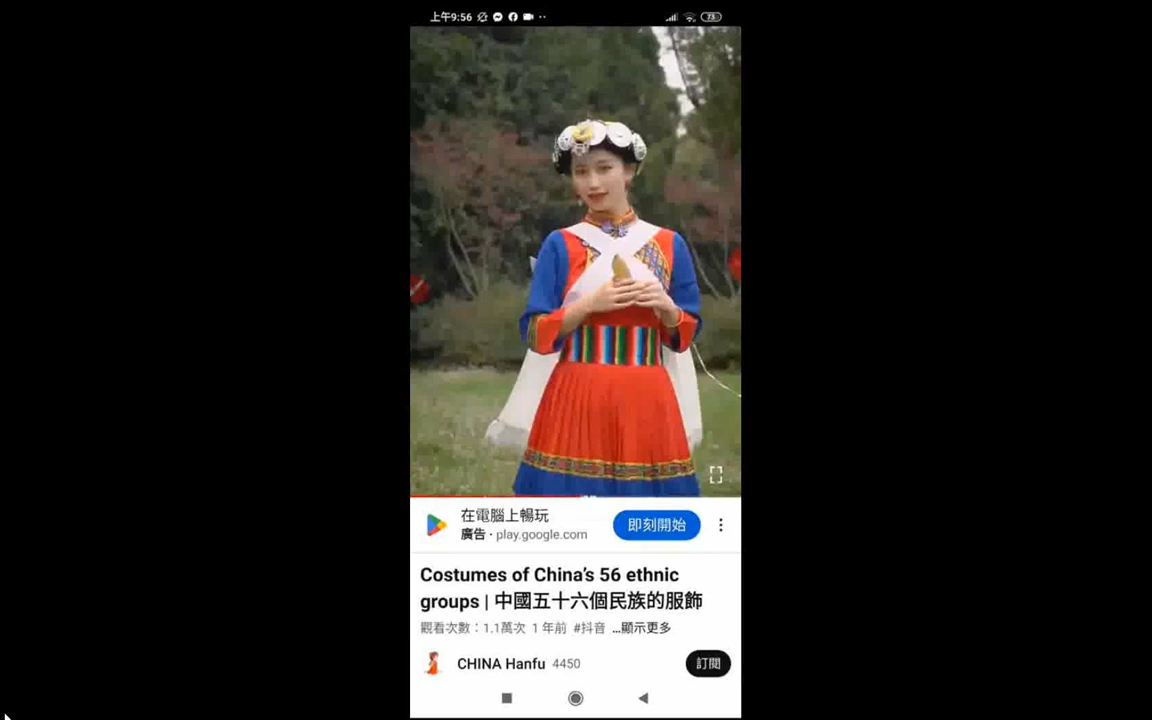 上午9:56
73
在電腦上暢玩
廣告 · play.google.com
即刻開始
Costumes of China’s 56 ethnic
groups | 中國五十六個民族的服飾
觀看次數：1.1萬次 1 年前 #抖音 ...顯示更多
CHINA Hanfu 4450
訂閱